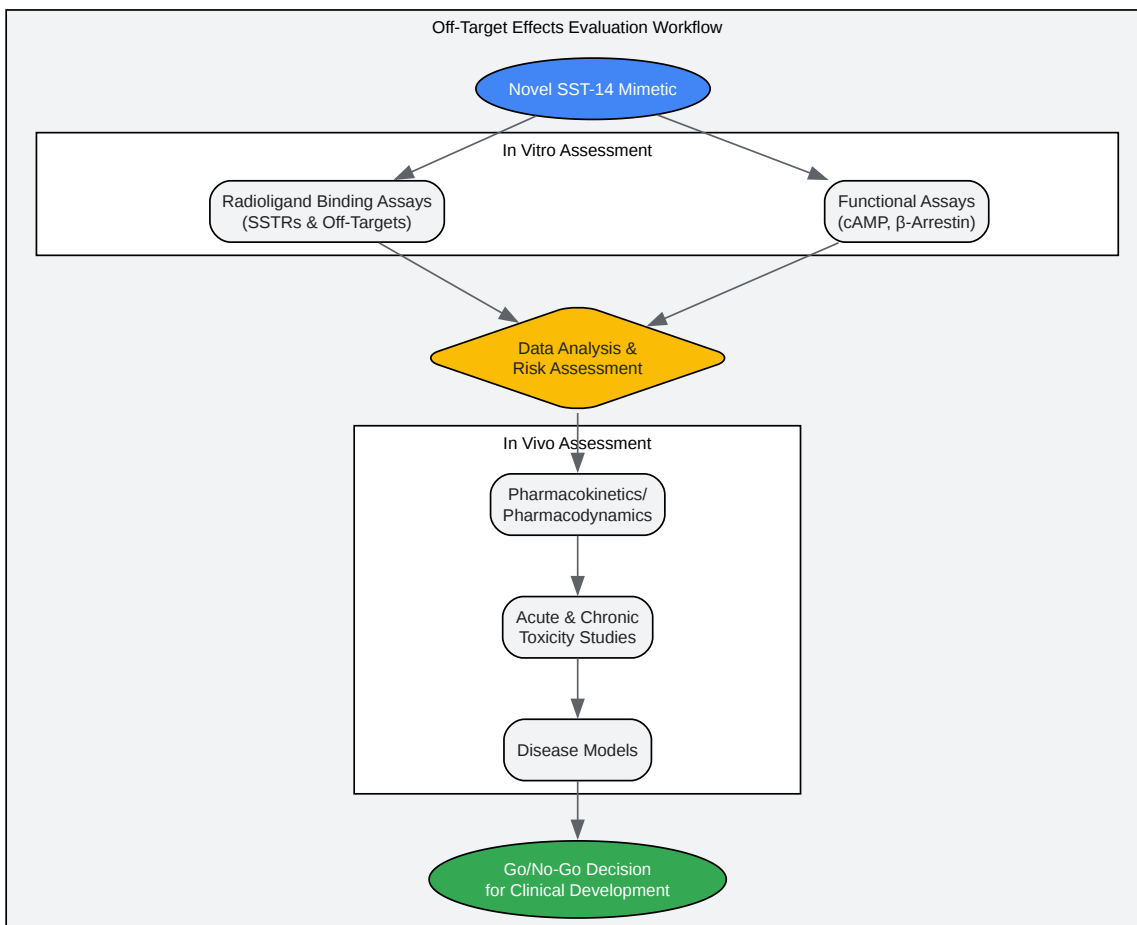 Off-Target Effects Evaluation Workflow
Novel SST-14 Mimetic
In Vitro Assessment
Radioligand Binding Assays
(SSTRs & Off-Targets)
Functional Assays
(cAMP, β-Arrestin)
Data Analysis &
Risk Assessment
In Vivo Assessment
Pharmacokinetics/
Pharmacodynamics
Acute & Chronic
Toxicity Studies
Disease Models
Go/No-Go Decision
for Clinical Development